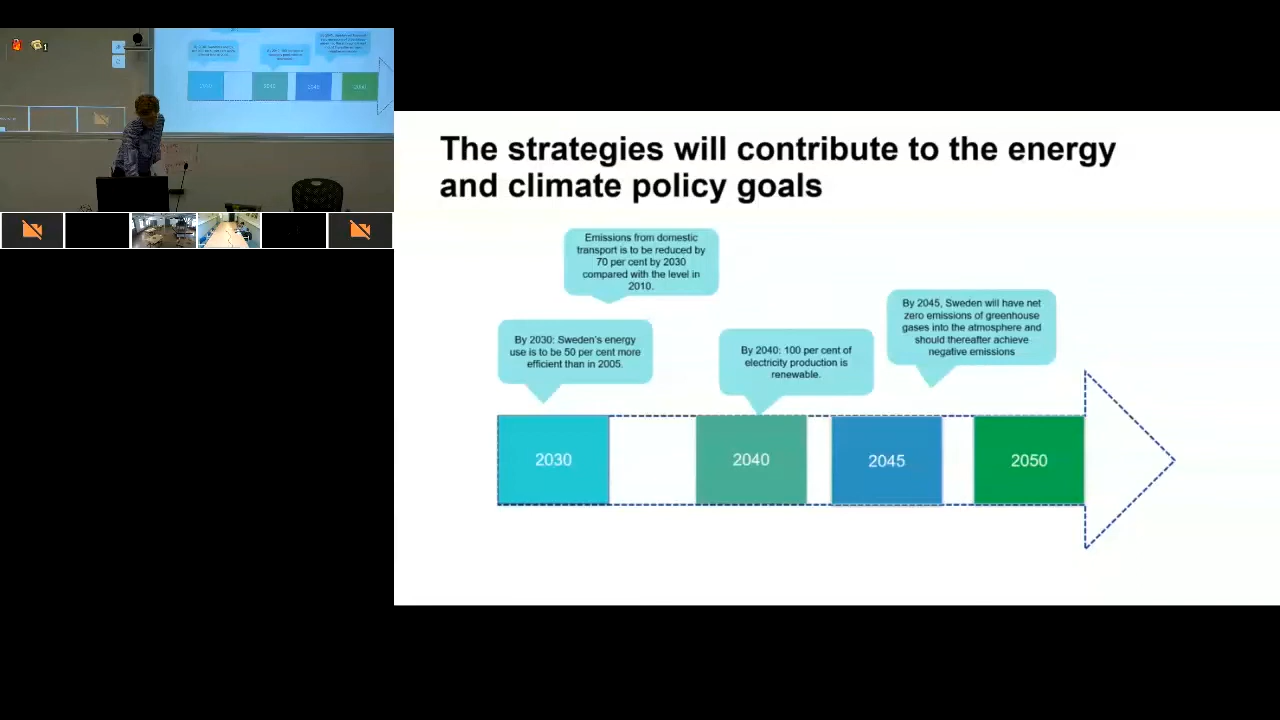 The strategies will contribute to the energy
and climate policy goals
Emissions from domestic
transport is to be reduced by
70 per cent by 2030
compared with the level in
2010.
By 2030: Sweden's energy
use is to be 50 per cent more
efficient than in 2005.
By 2040: 100 per cent of
electricity production is
renewable.
By 2045, Sweden will have net
zero emissions of greenhouse
gases into the atmosphere and
should thereafter achieve
negative emissions
2030
2040
2045
2050